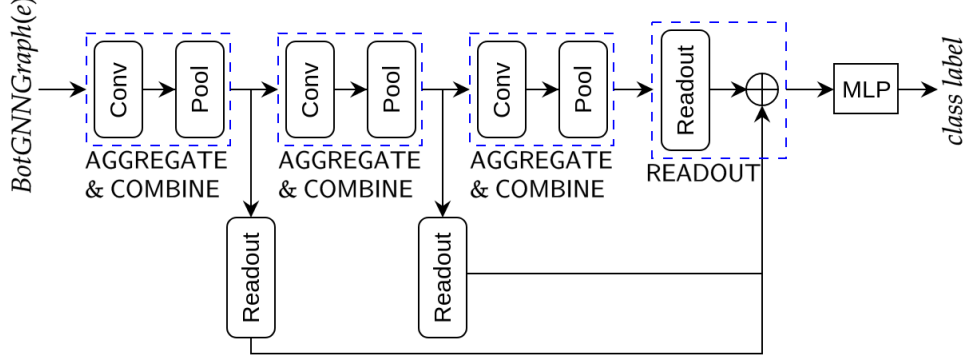 BotGNNGraph(e)
Conv
Pool
AGGREGATE
& COMBINE
Conv
Pool
AGGREGATE
& COMBINE
Conv
Pool
AGGREGATE
& COMBINE
Readout
READOUT
MLP
class label
Readout
Readout